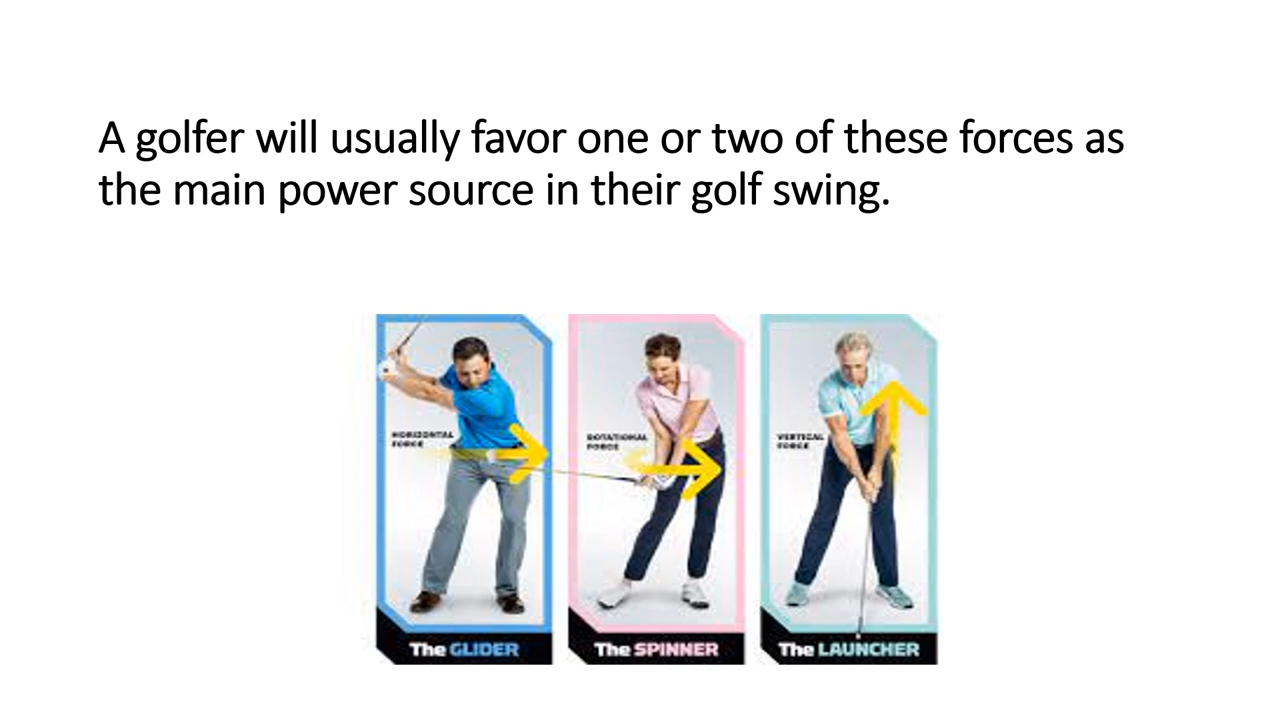 A golfer will usually favor one or two of these forces as
the main power source in their golf swing.
HORIZONTAL
FORCE
ROTATIONAL
FORCE
VERTICAL
FORCE
The GLIDER
The SPINNER
The LAUNCHER